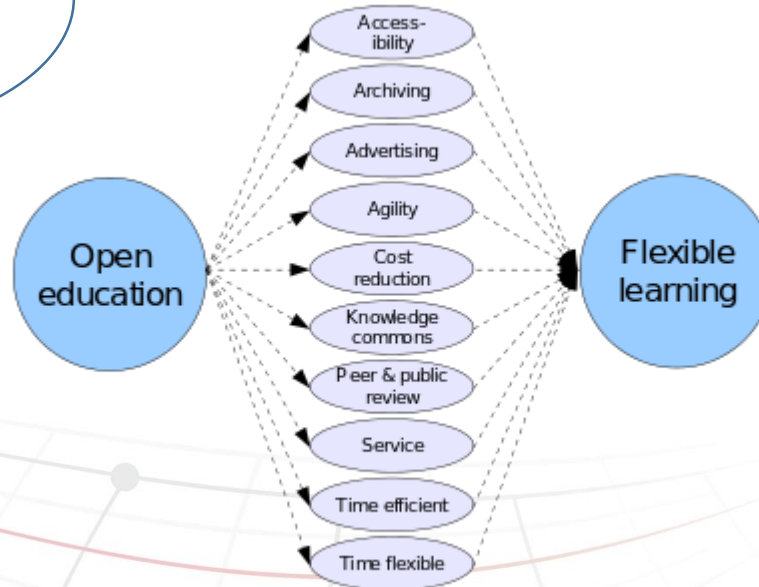 Open
education
Access-
ibility
Archiving
Advertising
Agility
Cost
reduction
Knowledge
commons
Peer & public
review
Service
Time efficient
Time flexible
Flexible
learning